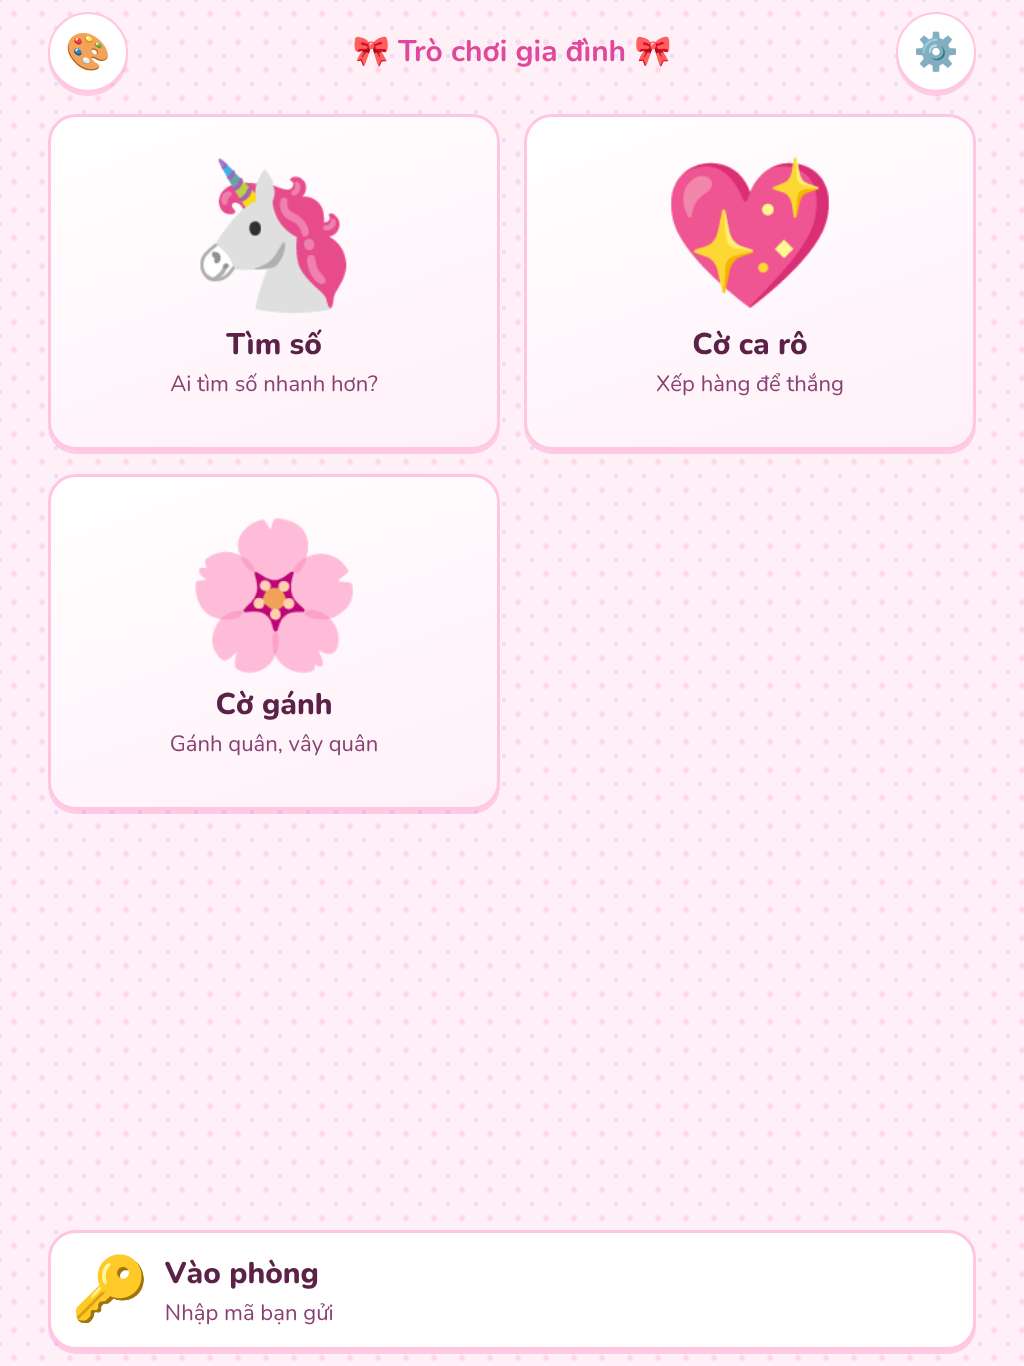 Trò chơi gia đình
Tìm số
Ai tìm số nhanh hơn?
Cờ ca rô
Xếp hàng để thắng
Cờ gánh
Gánh quân, vây quân
Vào phòng
Nhập mã bạn gửi